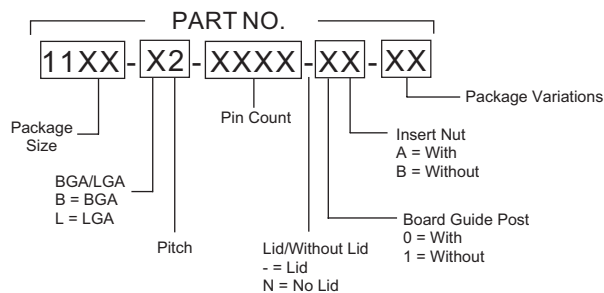 PART NO.
11XX-X2-XXXX-XX-XX
Package Variations
Pin Count
Package
Size
Insert Nut
A = With
B = Without
BGA/LGA
B = BGA
L = LGA
Board Guide Post
0 = With
1 = Without
Pitch
Lid/Without Lid
- = Lid
N = No Lid